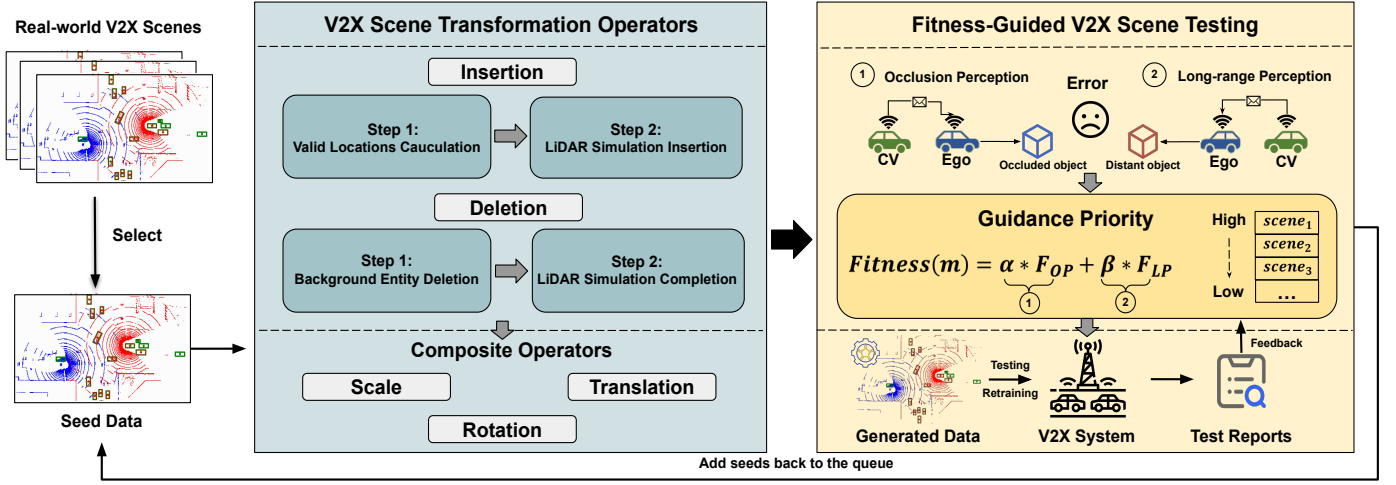 Real-world V2X Scenes
Select
Seed Data
V2X Scene Transformation Operators
Insertion
Step 1:
Valid Locations Cauculation
Step 2:
LiDAR Simulation Insertion
Deletion
Step 1:
Background Entity Deletion
Step 2:
LiDAR Simulation Completion
Composite Operators
Scale
Translation
Rotation
Fitness-Guided V2X Scene Testing
1 Occlusion Perception
Error
2 Long-range Perception
CV
Ego
Occluded object
Distant object
Ego
CV
Guidance Priority
Fitness(m) = α * F_OP + β * F_LP
1
2
High
Low
scene₁
scene₂
scene₃
...
Feedback
Testing
Retraining
Generated Data
V2X System
Test Reports
Add seeds back to the queue